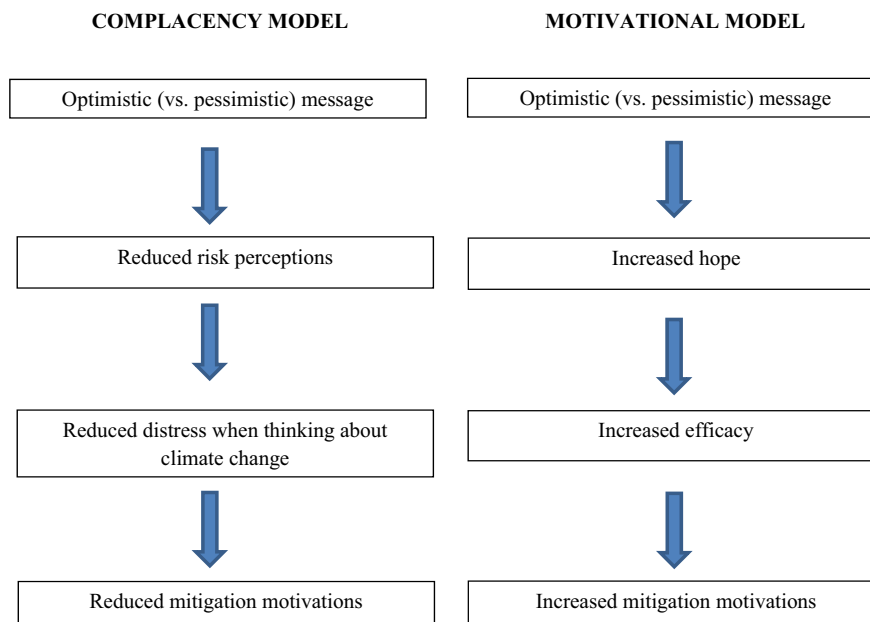 COMPLACENCY MODEL
Optimistic (vs. pessimistic) message
Reduced risk perceptions
Reduced distress when thinking about
climate change
Reduced mitigation motivations
MOTIVATIONAL MODEL
Optimistic (vs. pessimistic) message
Increased hope
Increased efficacy
Increased mitigation motivations